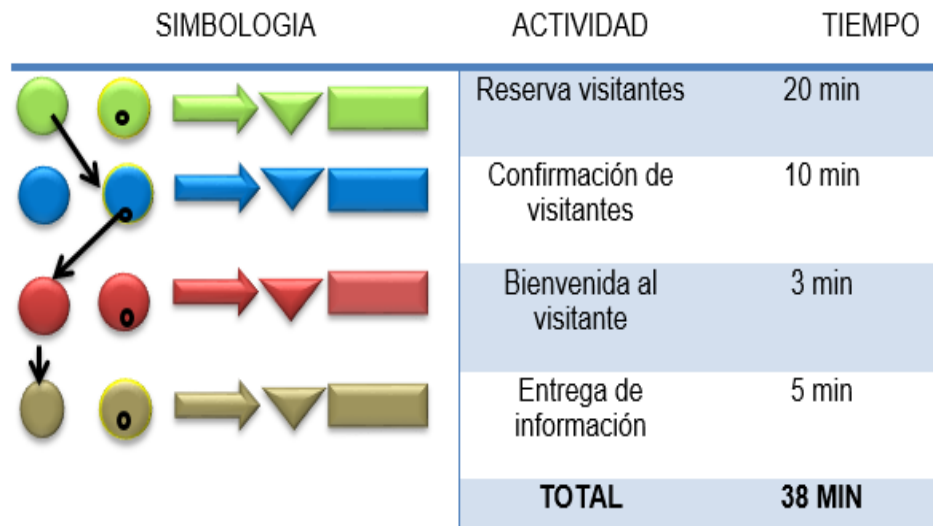 SIMBOLOGIA ACTIVIDAD TIEMPO
Reserva visitantes 20 min
Confirmación de 10 min
visitantes
Bienvenida al 3 min
visitante
Entrega de 5 min
información
TOTAL 38 MIN